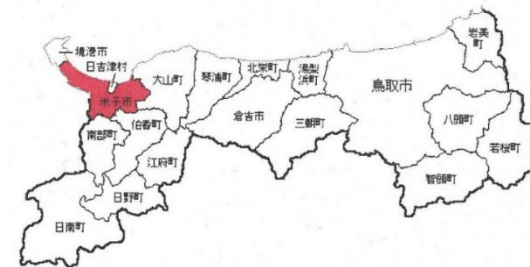 境港市
日吉津村
米子市
大山町
琴浦町
北栄町
湯梨
浜町
鳥取市
岩美
町
南部町
伯耆町
倉吉市
三朝町
八頭町
若桜町
江府町
智頭町
日野町
日南町